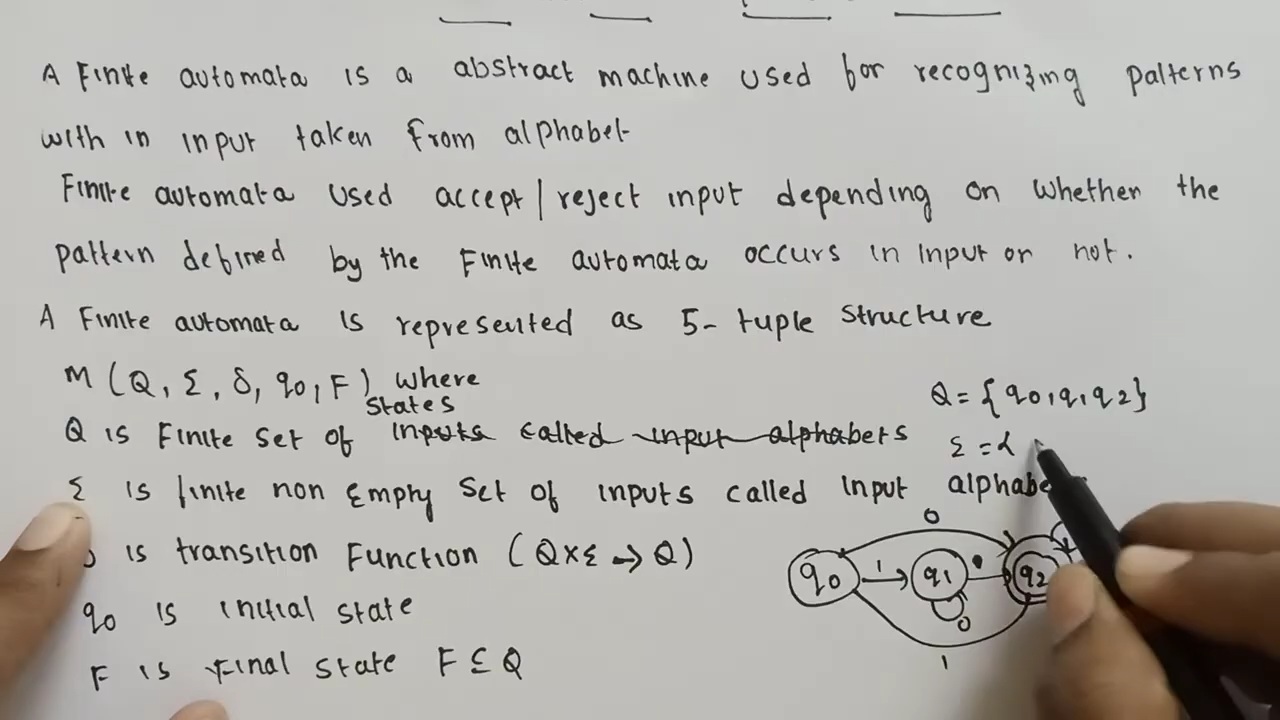 A Finite automata is a abstract machine used for recognizing patterns
with in input taken from alphabet
Finite automata used accept/reject input depending on whether the
pattern defined by the finite automata occurs in input or not.
A Finite automata is represented as 5-tuple structure
M (Q, Σ, δ, q0, F) where
states
Q is Finite set of inputs called input alphabets
Σ is finite non Empty set of inputs called input
is transition Function (Q×Σ → Q)
q0 is initial state
F is Final state F ⊆ Q
Q = {q0, q1, q2}
Σ = {
0
q0 1 q1 q2
0
1